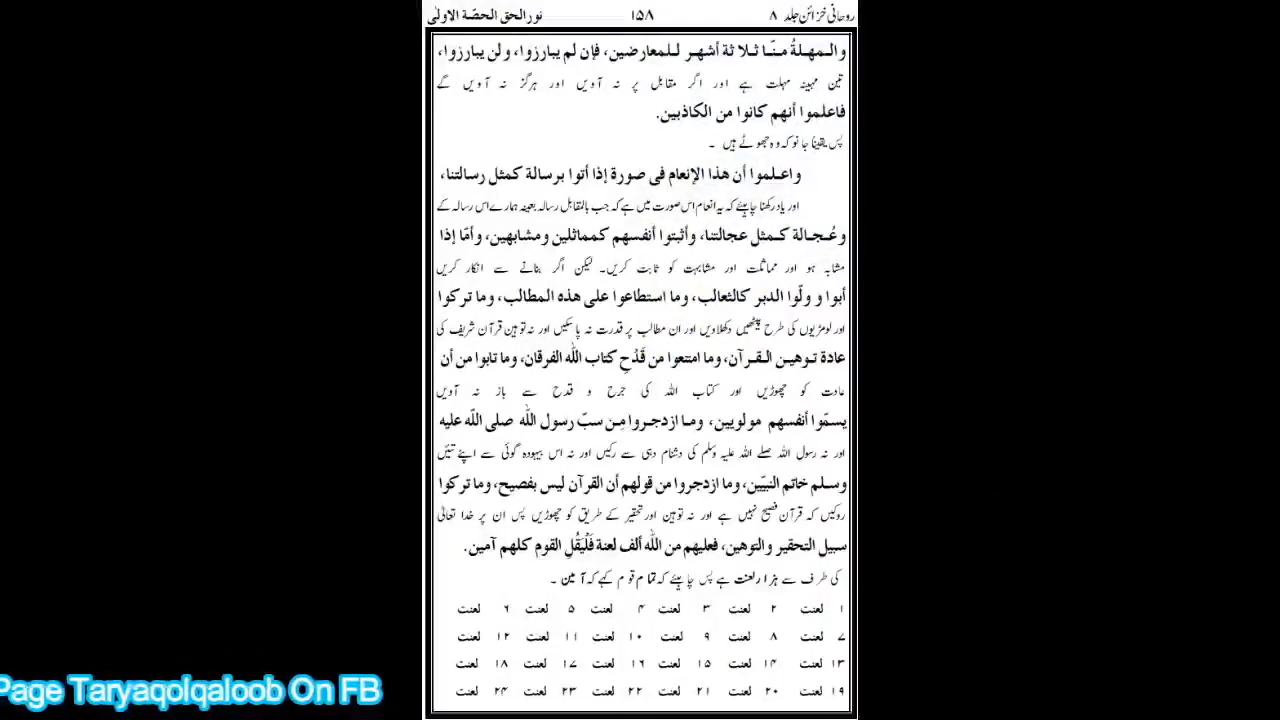 روحانی خزائن جلد ۸ ۱۵۸ نور الحق الحصّة الاولیٰ
والمهلةُ منّا ثلاثة أشهر للمعارضين، فإن لم يبارزوا، ولن يبارزوا،
تین مہینہ مہلت ہے اور اگر مقابل پر نہ آویں اور ہرگز نہ آویں گے
فاعلموا أنهم كانوا من الكاذبين.
پس یقیناً جانو کہ وہ جھوٹے ہیں ۔
واعلموا أن هذا الإنعام فی صورة إذا أتوا برسالة كمثل رسالتنا،
اور یاد رکھنا چاہیئے کہ یہ انعام اس صورت میں ہے کہ جب بالمقابل رسالہ بعینہ ہمارے اس رسالہ کے
وعُجالة كمثل عجالتنا، وأثبتوا أنفسهم كمماثلين ومشابهين، وأمّا إذا
مشابہ ہو اور مماثلت اور مشابہت کو ثابت کریں۔ لیکن اگر بنانے سے انکار کریں
أبوا و ولّوا الدبر كالثعالب، وما استطاعوا على هذه المطالب، وما تركوا
اور لومڑیوں کی طرح پیٹھیں دکھلاویں اور ان مطالب پر قدرت نہ پا سکیں اور نہ توہین قرآن شریف کی
عادة توهين القرآن، وما امتنعوا من قَدْحِ كتاب اللّٰه الفرقان، وما تابوا من أن
عادت کو چھوڑیں اور کتاب اللہ کی جرح و قدح سے باز نہ آویں
يسمّوا أنفسهم مولويين، وما ازدجروا مِن سبّ رسول اللّٰه صلى اللّه عليه
اور نہ رسول اللہ صلے اللہ علیہ وسلم کی دشنام دہی سے رکیں اور نہ اس بیہودہ گوئی سے اپنے تئیں
وسلم خاتم النبيّين، وما ازدجروا من قولهم أن القرآن ليس بفصيح، وما تركوا
روکیں کہ قرآن فصیح نہیں ہے اور نہ توہین اور تحقیر کے طریق کو چھوڑیں پس ان پر خدا تعالیٰ
سبيل التحقير والتوهين، فعليهم من اللّٰه ألف لعنة فَلْيَقُلِ القوم كلهم آمين.
کی طرف سے ہزار لعنت ہے پس چاہیئے کہ تمام قوم کہے کہ آمین ۔
۱ لعنت ۲ لعنت ۳ لعنت ۴ لعنت ۵ لعنت ۶ لعنت
۷ لعنت ۸ لعنت ۹ لعنت ۱۰ لعنت ۱۱ لعنت ۱۲ لعنت
۱۳ لعنت ۱۴ لعنت ۱۵ لعنت ۱۶ لعنت ۱۷ لعنت ۱۸ لعنت
۱۹ لعنت ۲۰ لعنت ۲۱ لعنت ۲۲ لعنت ۲۳ لعنت ۲۴ لعنت
Page Taryaqolqaloob On FB